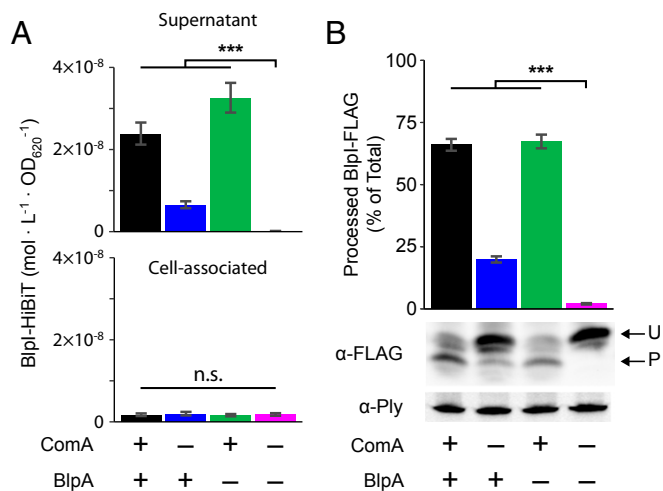 A
Supernatant
***
4×10⁻⁸
2×10⁻⁸
0
BlpI-HiBiT (mol · L⁻¹ · OD₆₂₀⁻¹)
Cell-associated
4×10⁻⁸
2×10⁻⁸
n.s.
0
ComA + − + −
BlpA + + − −
B
***
100
75
50
25
0
Processed BlpI-FLAG
(% of Total)
α-FLAG
U
P
α-Ply
ComA + − + −
BlpA + + − −